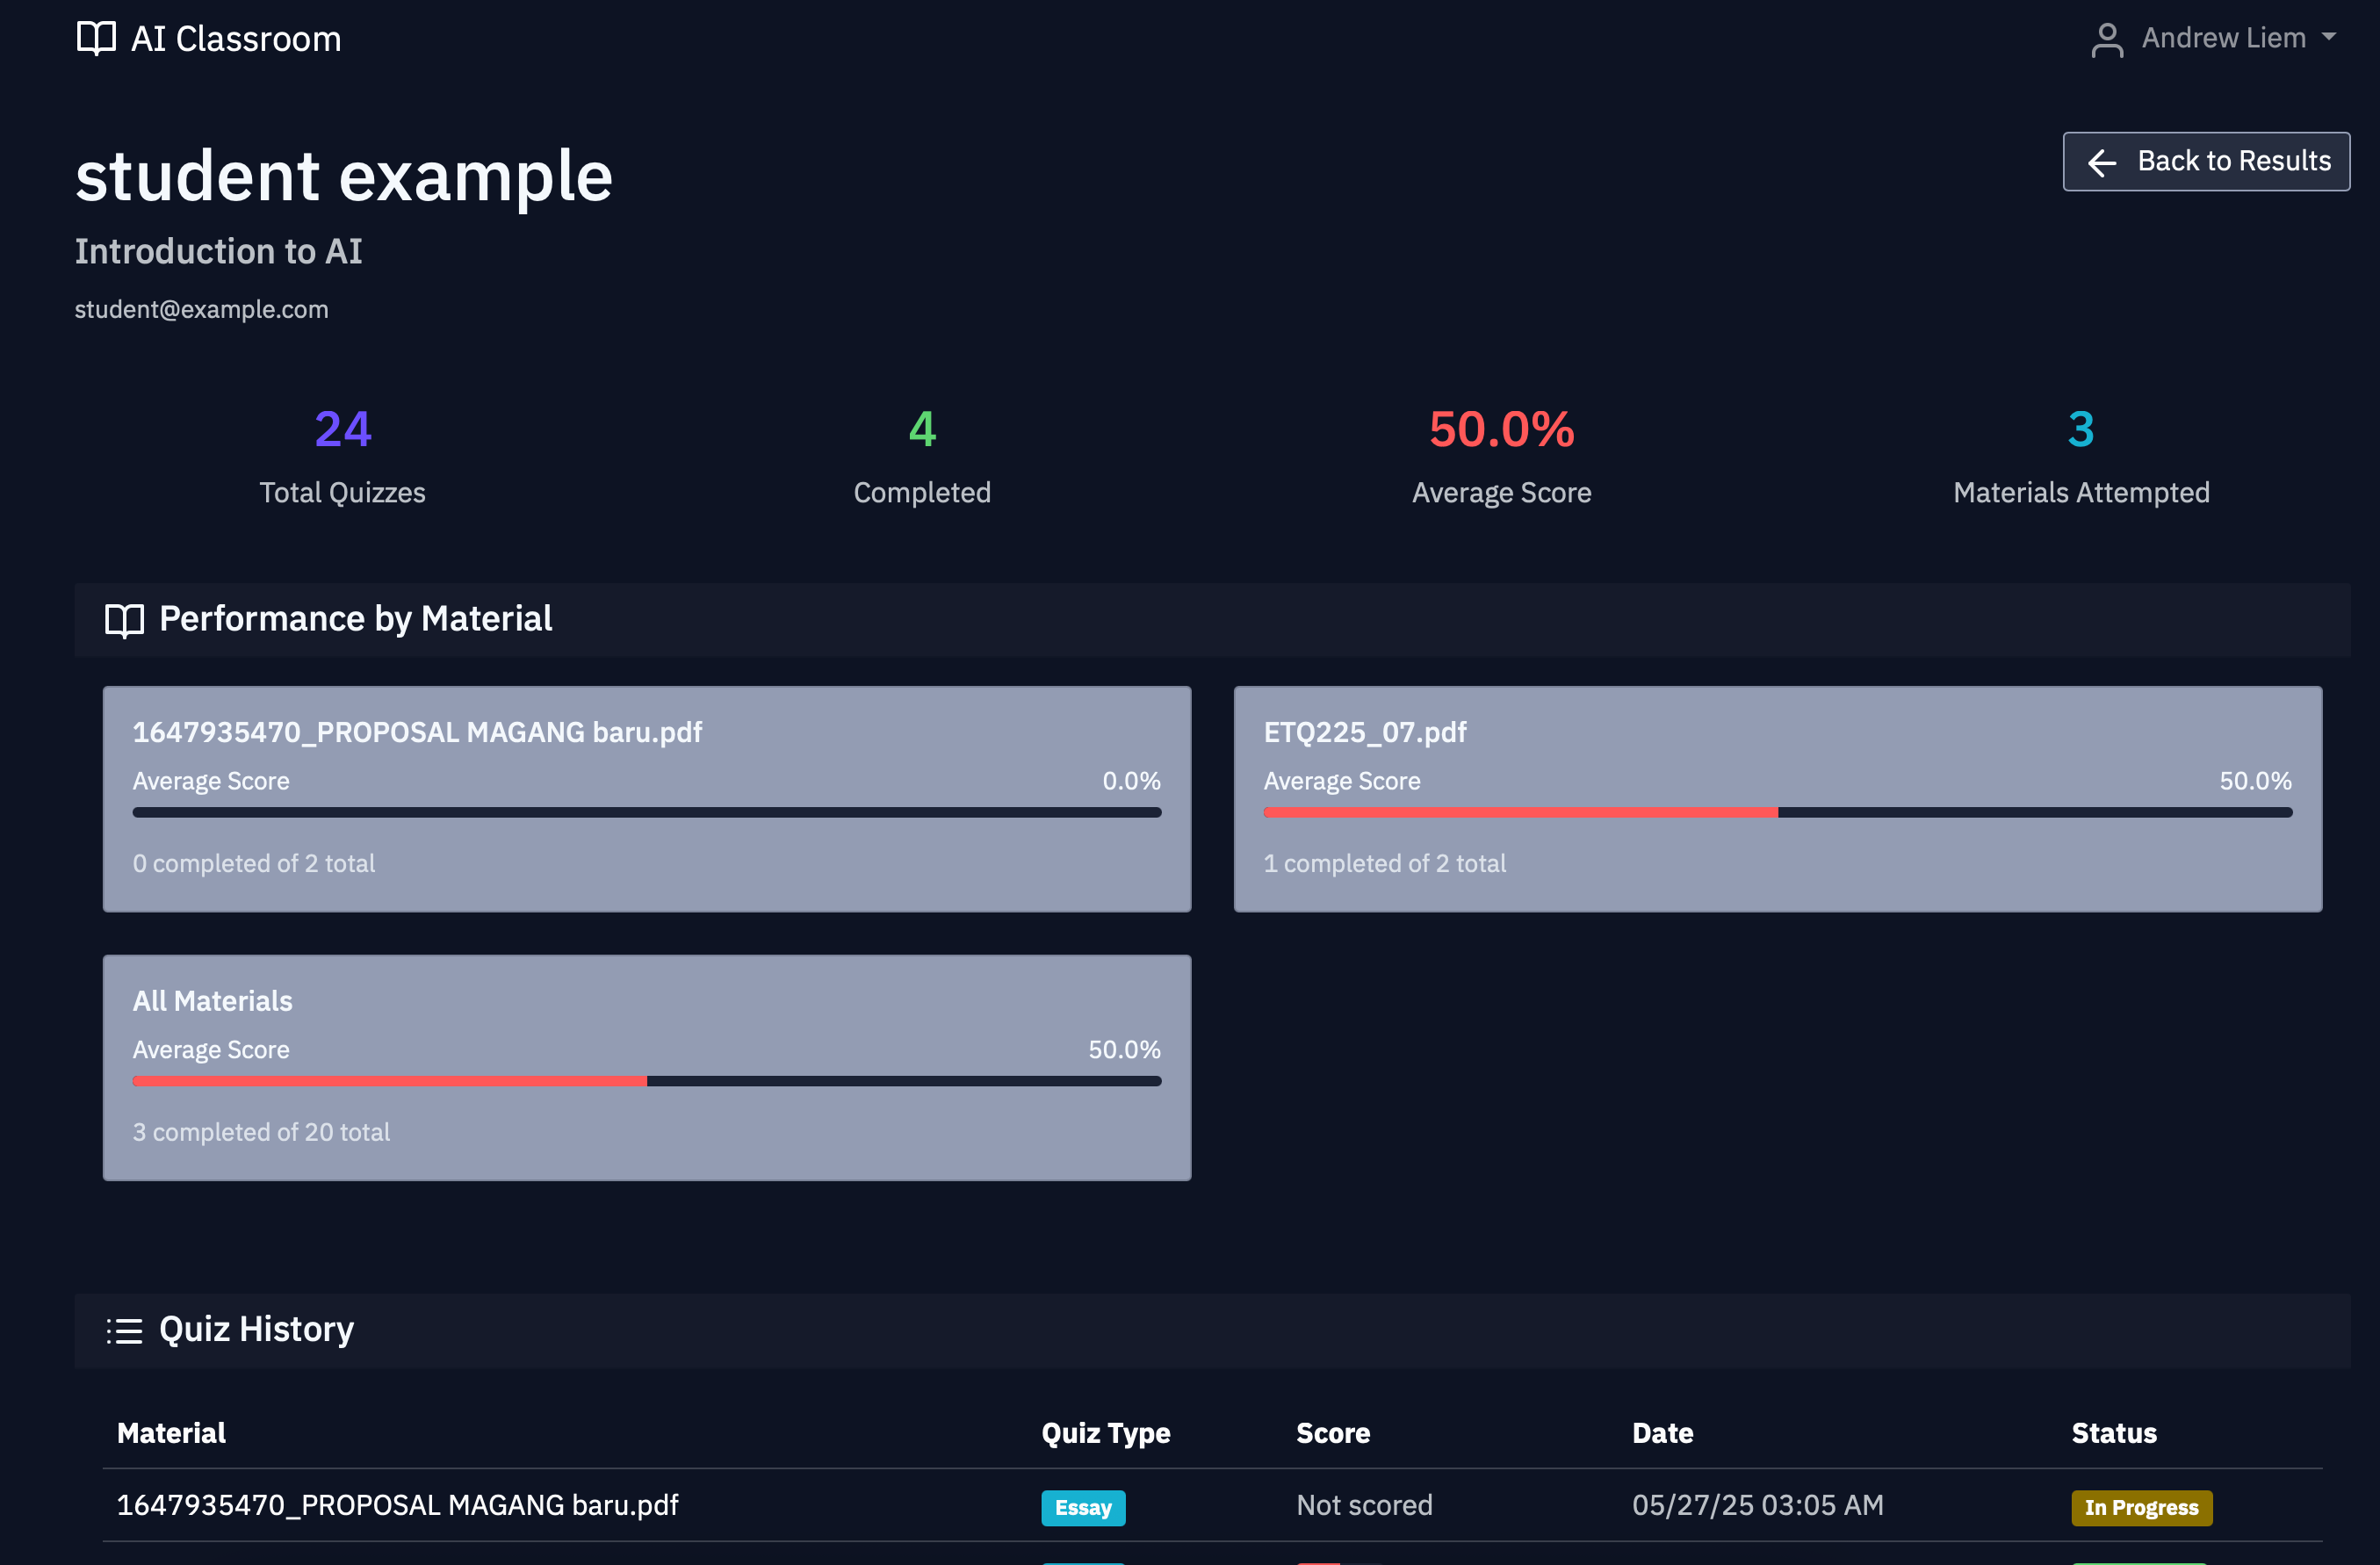 AI Classroom
Andrew Liem
student example
Back to Results
Introduction to AI
student@example.com
24
Total Quizzes
4
Completed
50.0%
Average Score
3
Materials Attempted
Performance by Material
1647935470_PROPOSAL MAGANG baru.pdf
Average Score 0.0%
0 completed of 2 total
ETQ225_07.pdf
Average Score 50.0%
1 completed of 2 total
All Materials
Average Score 50.0%
3 completed of 20 total
Quiz History
Material Quiz Type Score Date Status
1647935470_PROPOSAL MAGANG baru.pdf Essay Not scored 05/27/25 03:05 AM In Progress